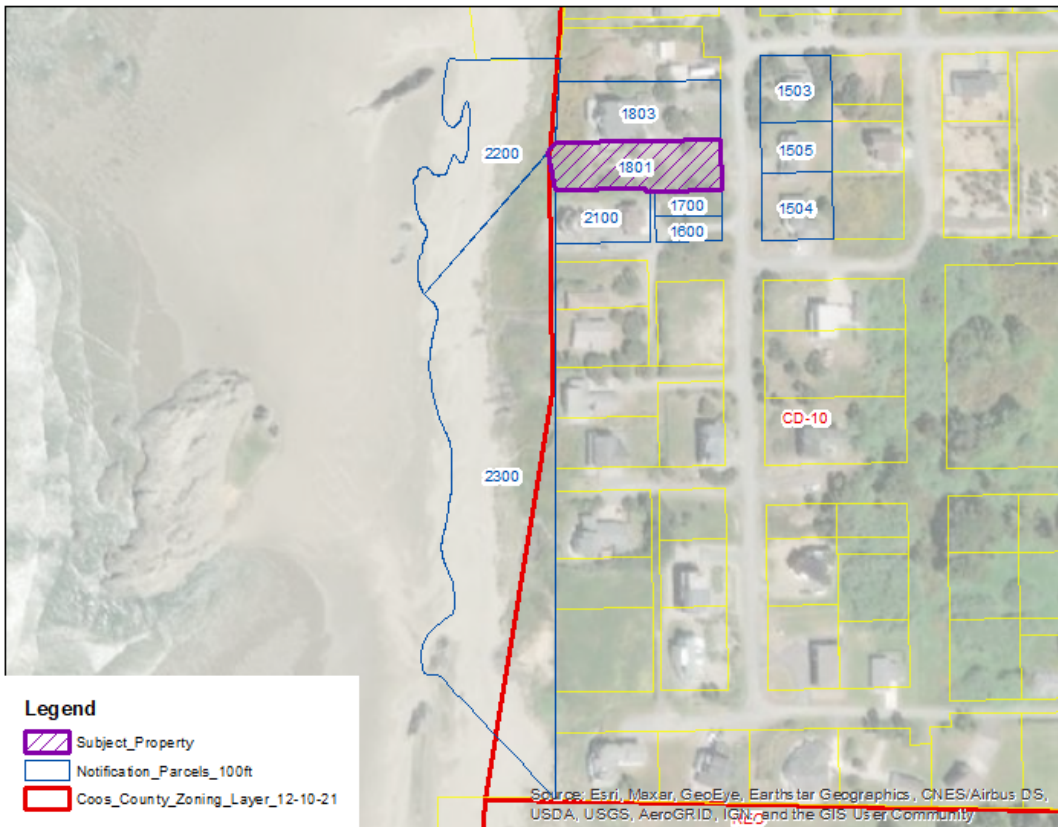 1503
1803
2200
1505
1801
1700
1504
2100
1600
CD-10
2300
Legend
Subject_Property
Notification_Parcels_100ft
Coos_County_Zoning_Layer_12-10-21
Source: Esri, Maxar, GeoEye, Earthstar Geographics, CNES/Airbus DS,
USDA, USGS, AeroGRID, IGN, and the GIS User Community